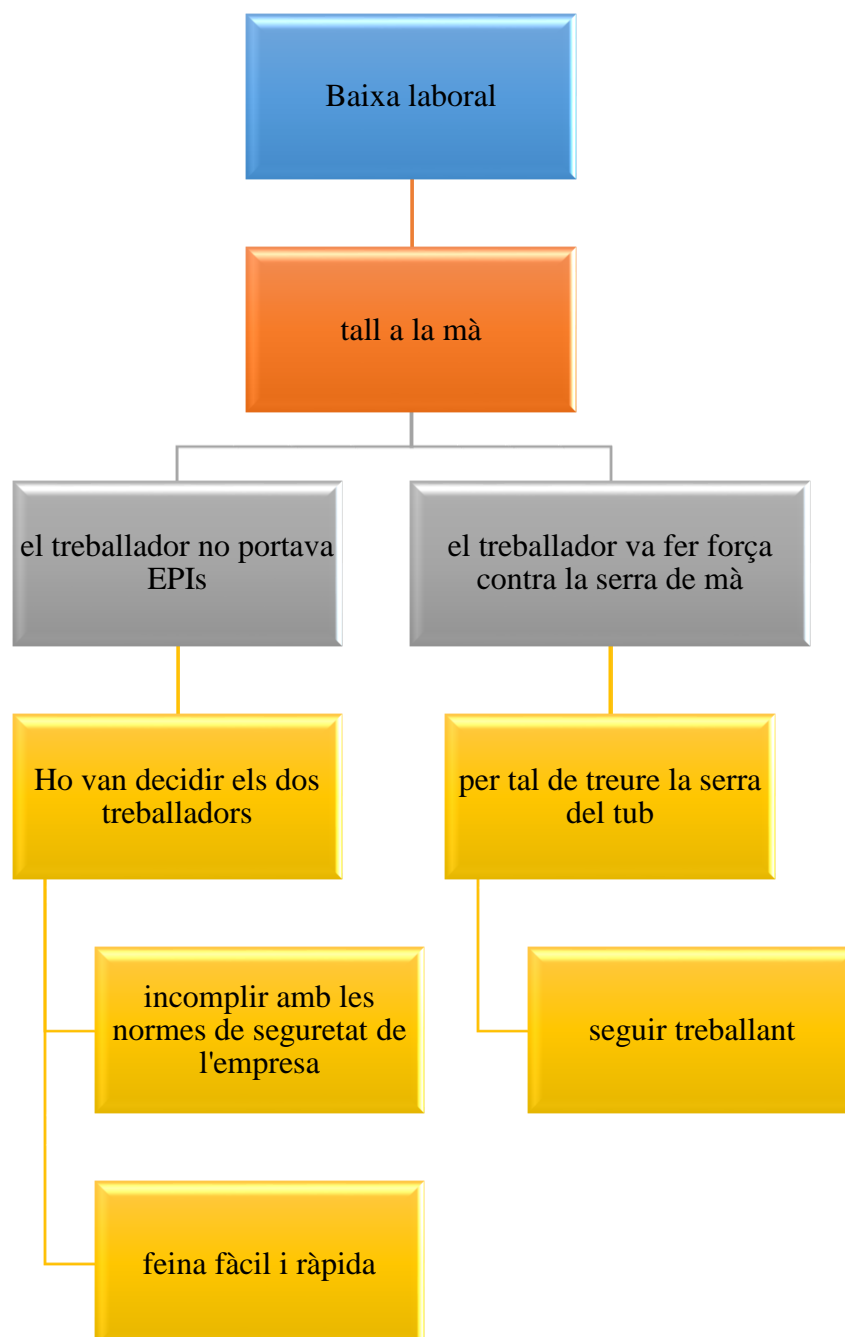 Baixa laboral
tall a la mà
el treballador no portava
EPIs
el treballador va fer força
contra la serra de mà
Ho van decidir els dos
treballadors
per tal de treure la serra
del tub
incomplir amb les
normes de seguretat de
l'empresa
seguir treballant
feina fàcil i ràpida